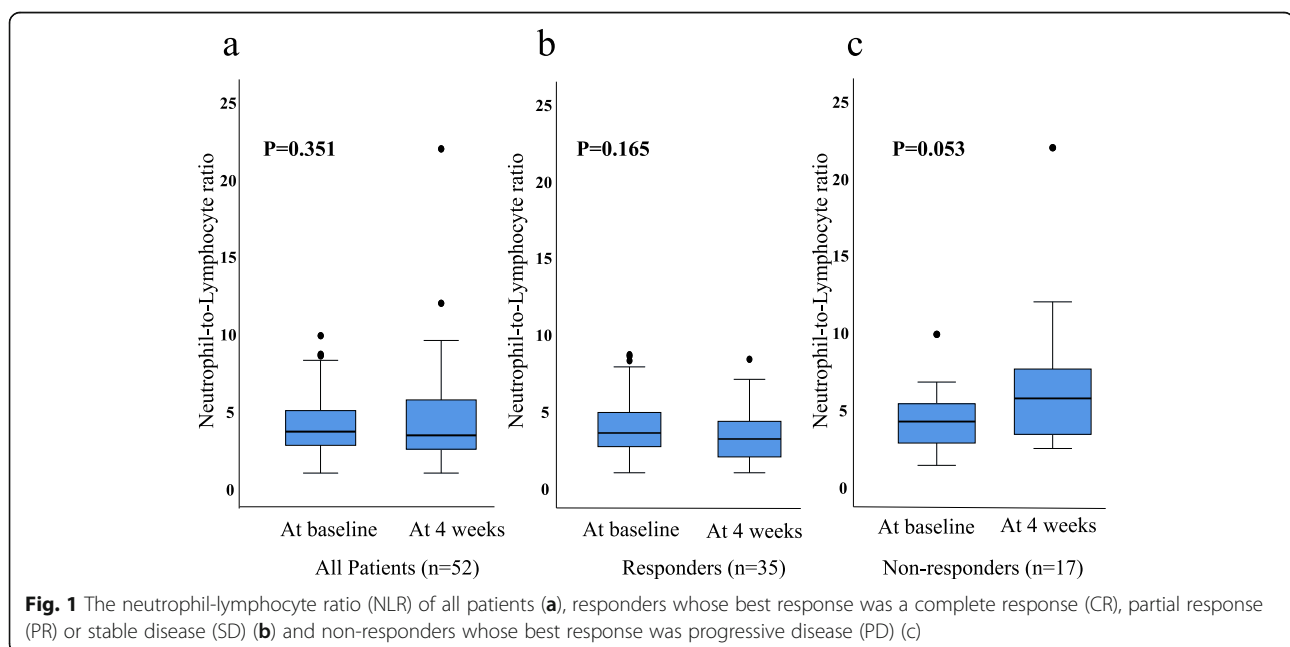 a
b
c
Neutrophil-to-Lymphocyte ratio
25
20
15
10
5
0
P=0.351
At baseline
At 4 weeks
All Patients (n=52)
Neutrophil-to-Lymphocyte ratio
25
20
15
10
5
0
P=0.165
At baseline
At 4 weeks
Responders (n=35)
Neutrophil-to-Lymphocyte ratio
25
20
15
10
5
0
P=0.053
At baseline
At 4 weeks
Non-responders (n=17)
Fig. 1 The neutrophil-lymphocyte ratio (NLR) of all patients (a), responders whose best response was a complete response (CR), partial response
(PR) or stable disease (SD) (b) and non-responders whose best response was progressive disease (PD) (c)